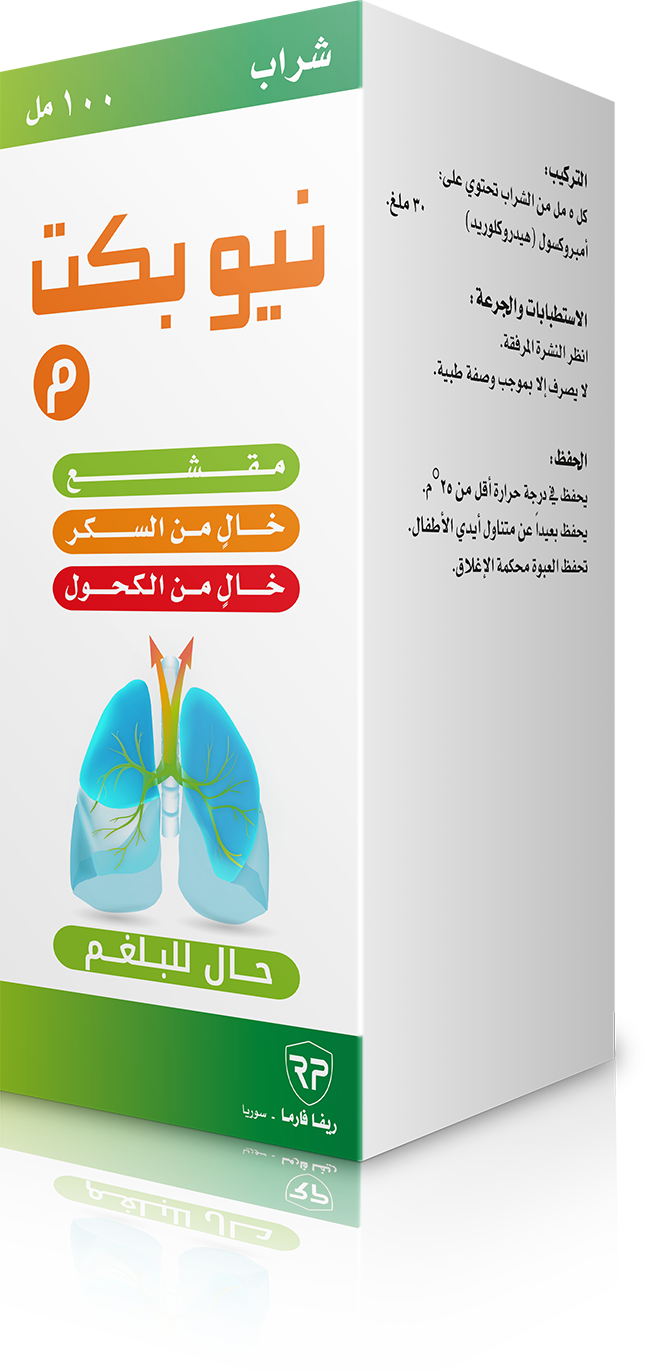 شراب
١٠٠ مل
نيوبكت
م
مقشع
خالٍ من السكر
خالٍ من الكحول
حال للبلغم
RP
ريفا فارما - سوريا
التركيب:
كل ٥ مل من الشراب تحتوي على:
أمبروكسول (هيدروكلوريد) ٣٠ ملغ.
الاستطبابات والجرعة:
انظر النشرة المرفقة.
لا يصرف إلا بموجب وصفة طبية.
الحفظ:
يحفظ في درجة حرارة أقل من ٢٥°م.
يحفظ بعيداً عن متناول أيدي الأطفال.
تحفظ العبوة محكمة الإغلاق.